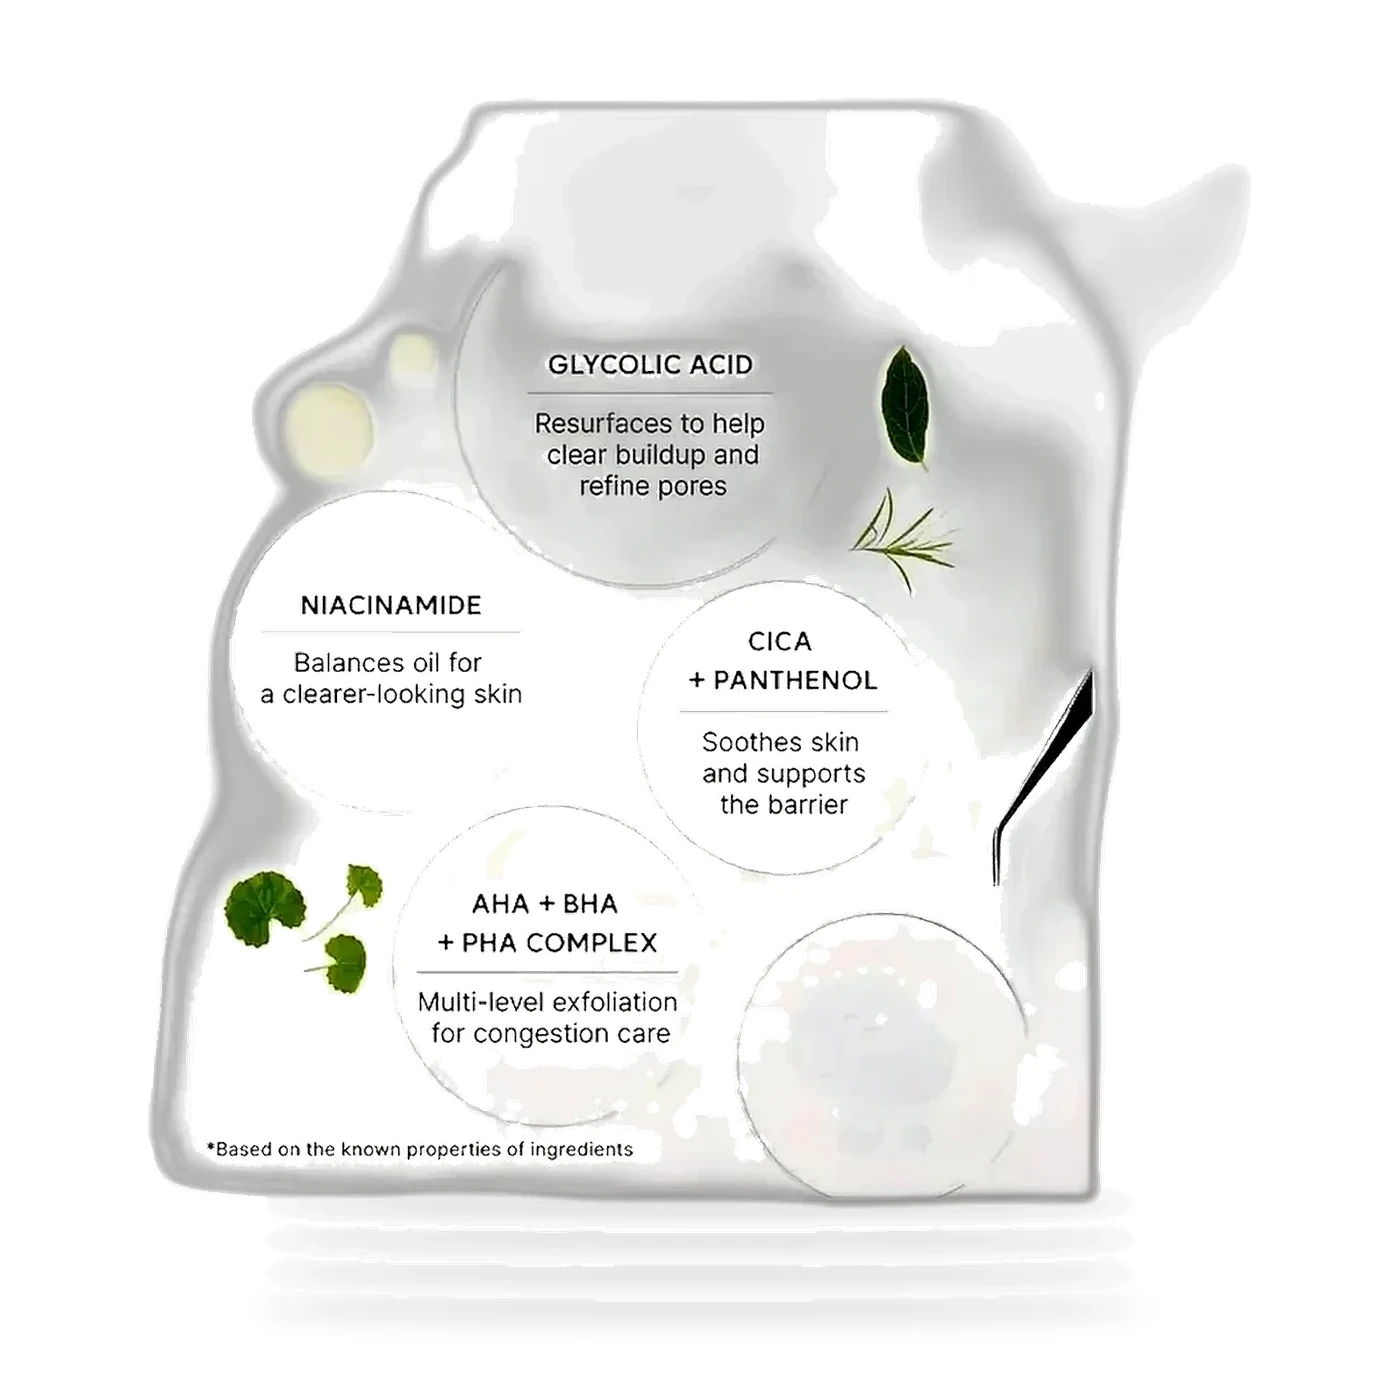 GLYCOLIC ACID
Resurfaces to help
clear buildup and
refine pores
NIACINAMIDE
Balances oil for
a clearer-looking skin
CICA
+ PANTHENOL
Soothes skin
and supports
the barrier
AHA + BHA
+ PHA COMPLEX
Multi-level exfoliation
for congestion care
*Based on the known properties of ingredients